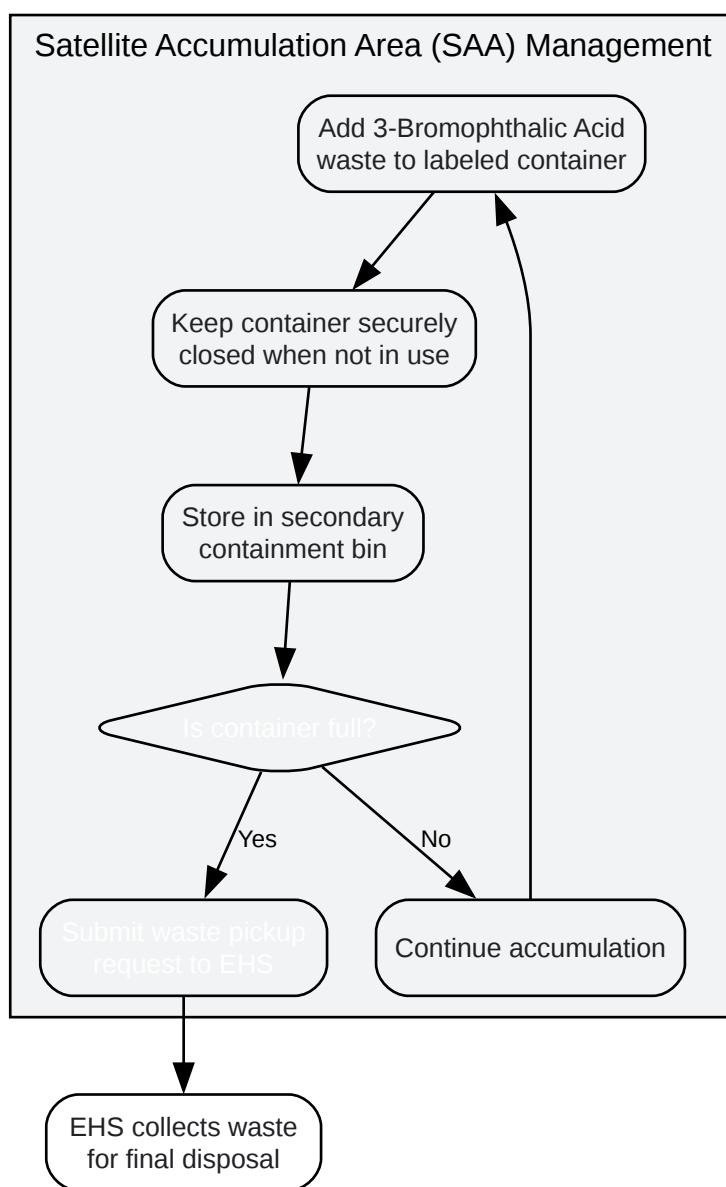 Satellite Accumulation Area (SAA) Management
Add 3-Bromophthalic Acid
waste to labeled container
Keep container securely
closed when not in use
Store in secondary
containment bin
Is container full?
Yes
No
Submit waste pickup
request to EHS
Continue accumulation
EHS collects waste
for final disposal